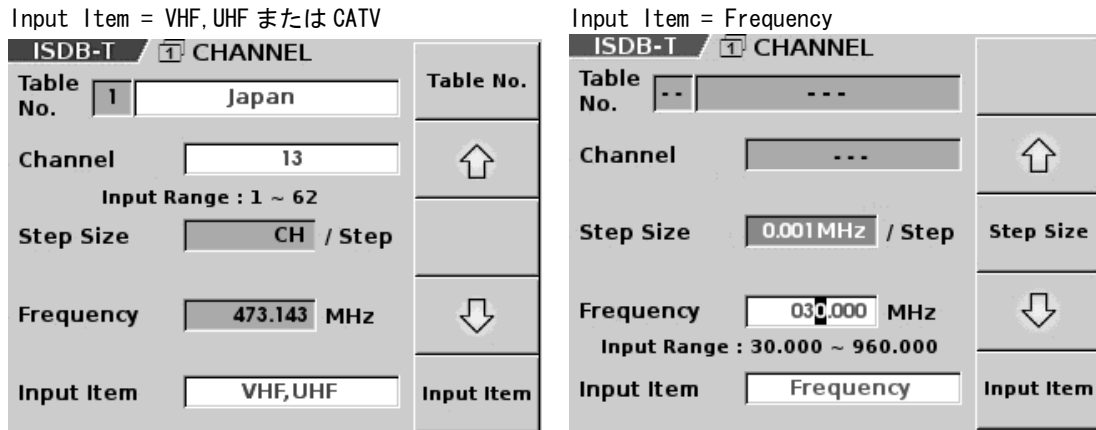 Input Item = VHF,UHF または CATV
ISDB-T 1 CHANNEL
Table No. 1 Japan
Table No.
Channel 13
Input Range : 1 ~ 62
Step Size CH / Step
Frequency 473.143 MHz
Input Item VHF,UHF
Input Item
Input Item = Frequency
ISDB-T 1 CHANNEL
Table No. -- ---
Channel ---
Step Size 0.001MHz / Step
Step Size
Frequency 030.000 MHz
Input Range : 30.000 ~ 960.000
Input Item Frequency
Input Item